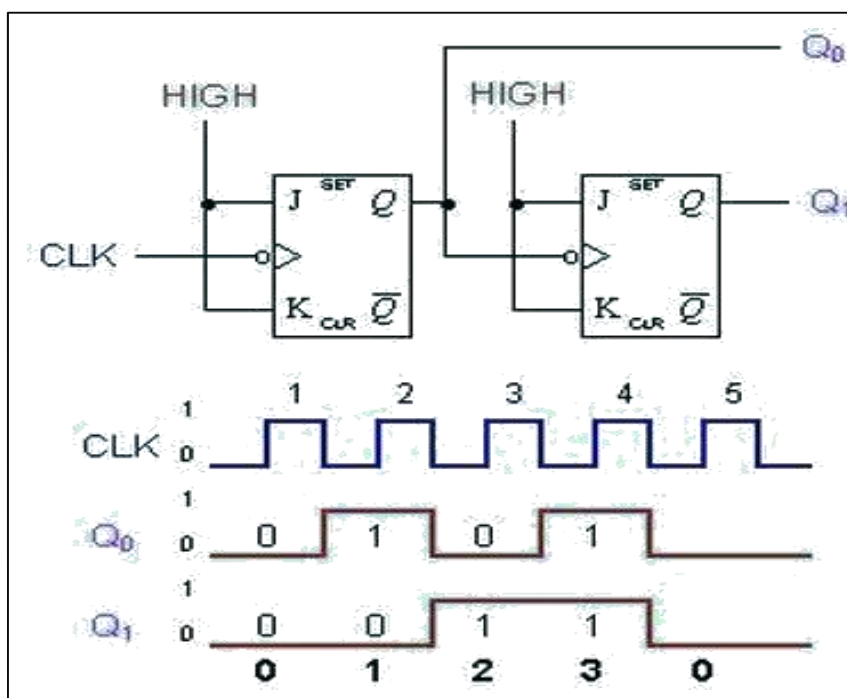 Q0
HIGH HIGH
J SET Q J SET Q Q1
CLK
K CLR Q K CLR Q
1 2 3 4 5
1
CLK 0
1
Q0 0 0 1 0 1
1
Q1 0 0 0 1 1
0 1 2 3 0